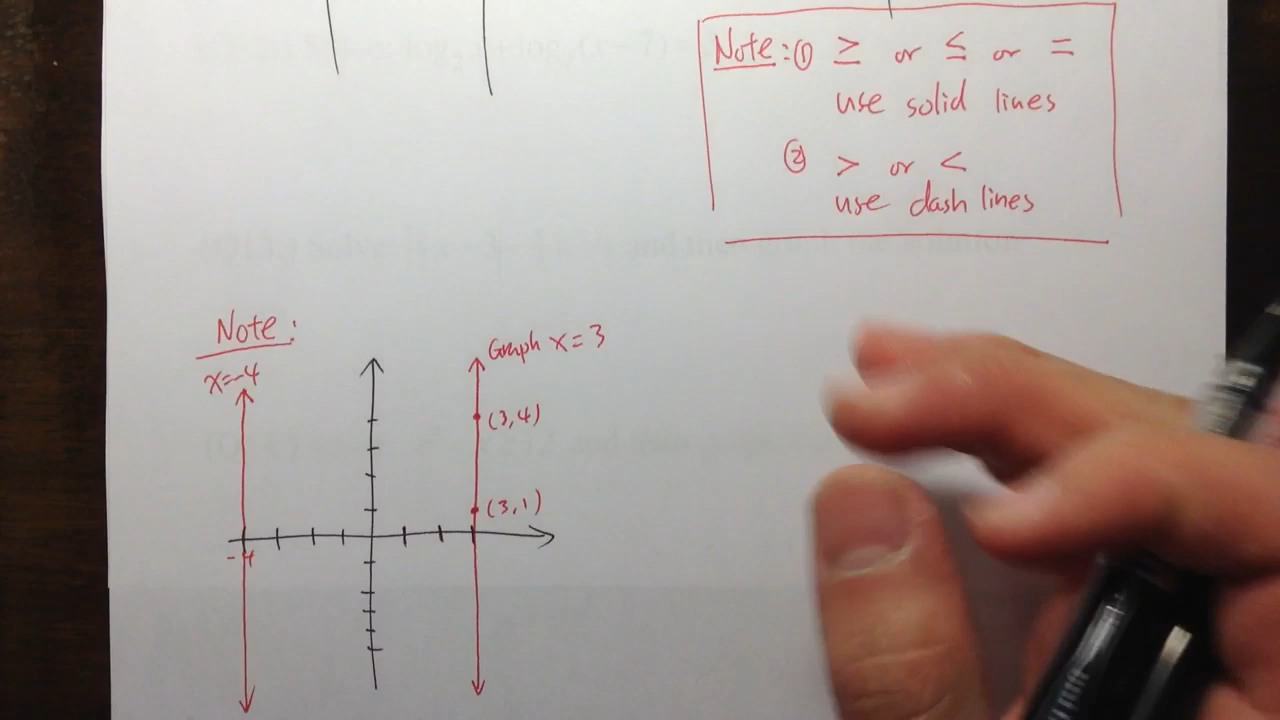 Note: ① ≥ or ≤ or =
use solid lines
② > or <
use dash lines
Note:
x=-4
Graph x=3
(3,4)
(3,1)
-4